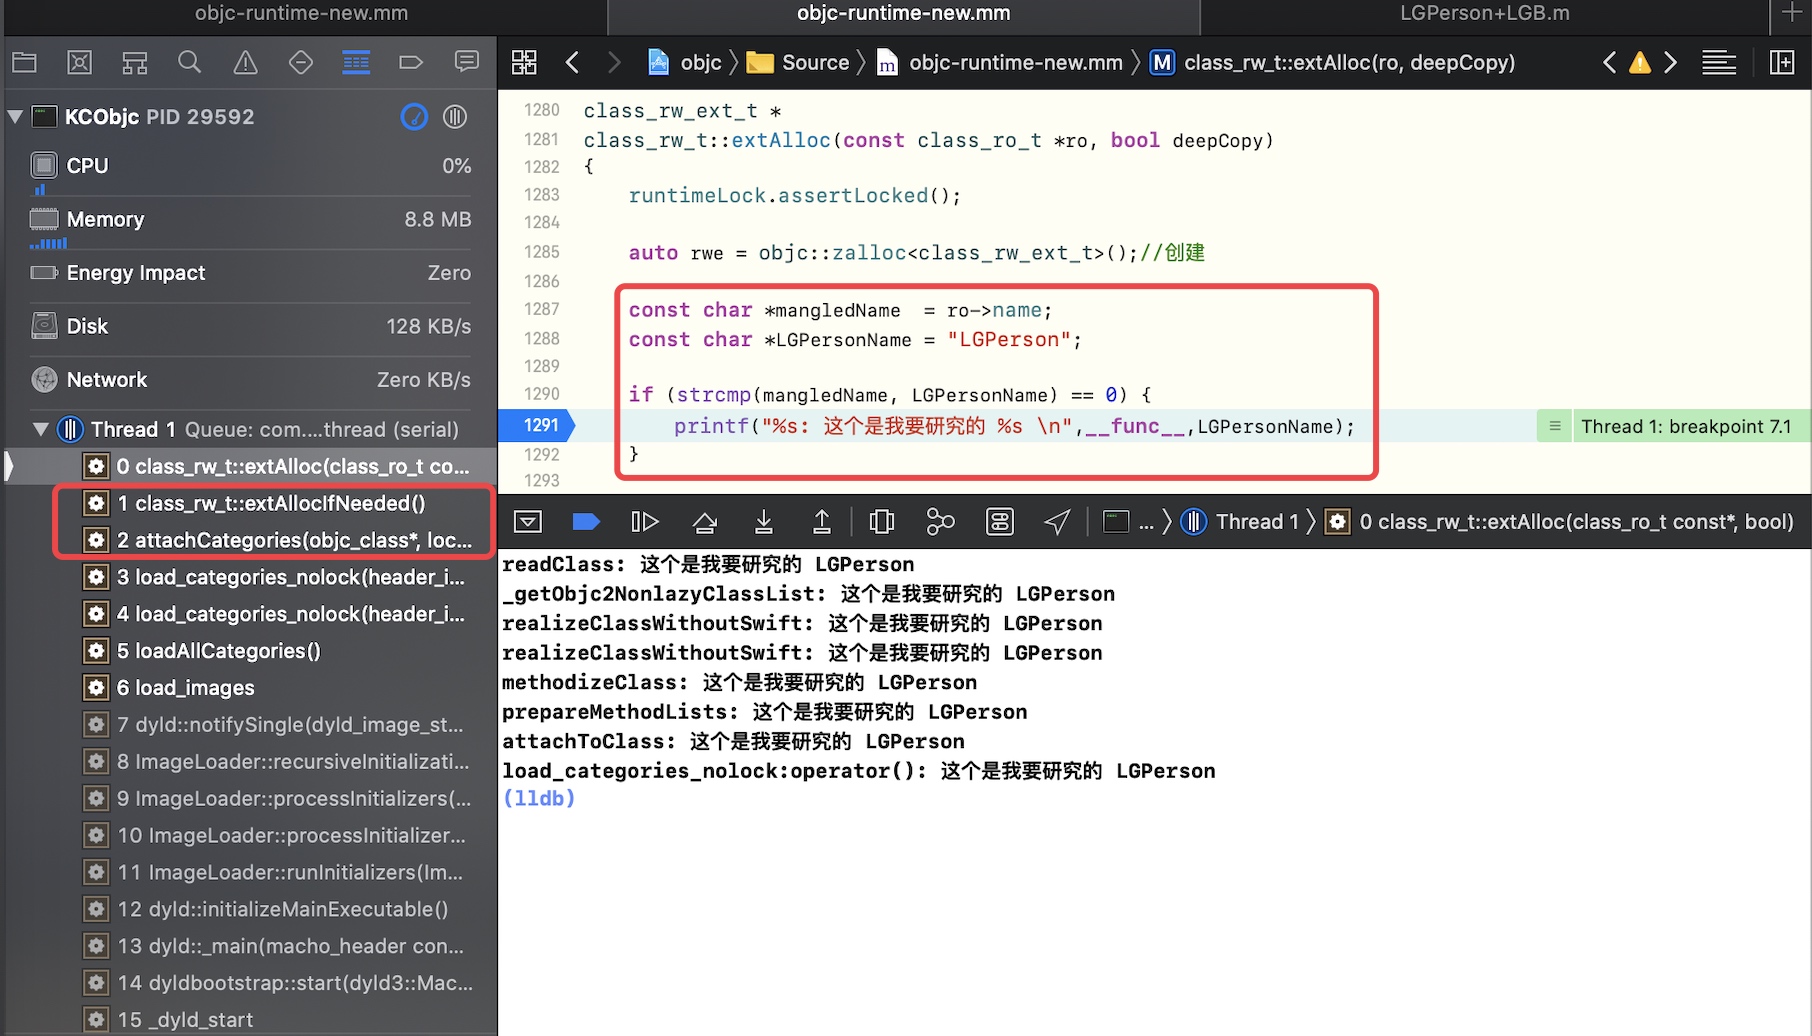 objc-runtime-new.mm
objc-runtime-new.mm
LGPerson+LGB.m
objc
Source
objc-runtime-new.mm
class_rw_t::extAlloc(ro, deepCopy)
KCObjc PID 29592
CPU 0%
Memory 8.8 MB
Energy Impact Zero
Disk 128 KB/s
Network Zero KB/s
Thread 1 Queue: com....thread (serial)
0 class_rw_t::extAlloc(class_ro_t co...
1 class_rw_t::extAllocIfNeeded()
2 attachCategories(objc_class*, loc...
3 load_categories_nolock(header_i...
4 load_categories_nolock(header_i...
5 loadAllCategories()
6 load_images
7 dyld::notifySingle(dyld_image_st...
8 ImageLoader::recursiveInitializati...
9 ImageLoader::processInitializers(...
10 ImageLoader::processInitializer...
11 ImageLoader::runInitializers(Im...
12 dyld::initializeMainExecutable()
13 dyld::_main(macho_header con...
14 dyldbootstrap::start(dyld3::Mac...
15 _dyld_start
1280 class_rw_ext_t *
1281 class_rw_t::extAlloc(const class_ro_t *ro, bool deepCopy)
1282 {
1283 runtimeLock.assertLocked();
1284
1285 auto rwe = objc::zalloc<class_rw_ext_t>();//创建
1286
1287 const char *mangledName  = ro->name;
1288 const char *LGPersonName = "LGPerson";
1289
1290 if (strcmp(mangledName, LGPersonName) == 0) {
1291 printf("%s: 这个是我要研究的 %s \n",__func__,LGPersonName);
Thread 1: breakpoint 7.1
1292 }
1293
... Thread 1 0 class_rw_t::extAlloc(class_ro_t const*, bool)
readClass: 这个是我要研究的 LGPerson
_getObjc2NonlazyClassList: 这个是我要研究的 LGPerson
realizeClassWithoutSwift: 这个是我要研究的 LGPerson
realizeClassWithoutSwift: 这个是我要研究的 LGPerson
methodizeClass: 这个是我要研究的 LGPerson
prepareMethodLists: 这个是我要研究的 LGPerson
attachToClass: 这个是我要研究的 LGPerson
load_categories_nolock:operator(): 这个是我要研究的 LGPerson
(lldb)